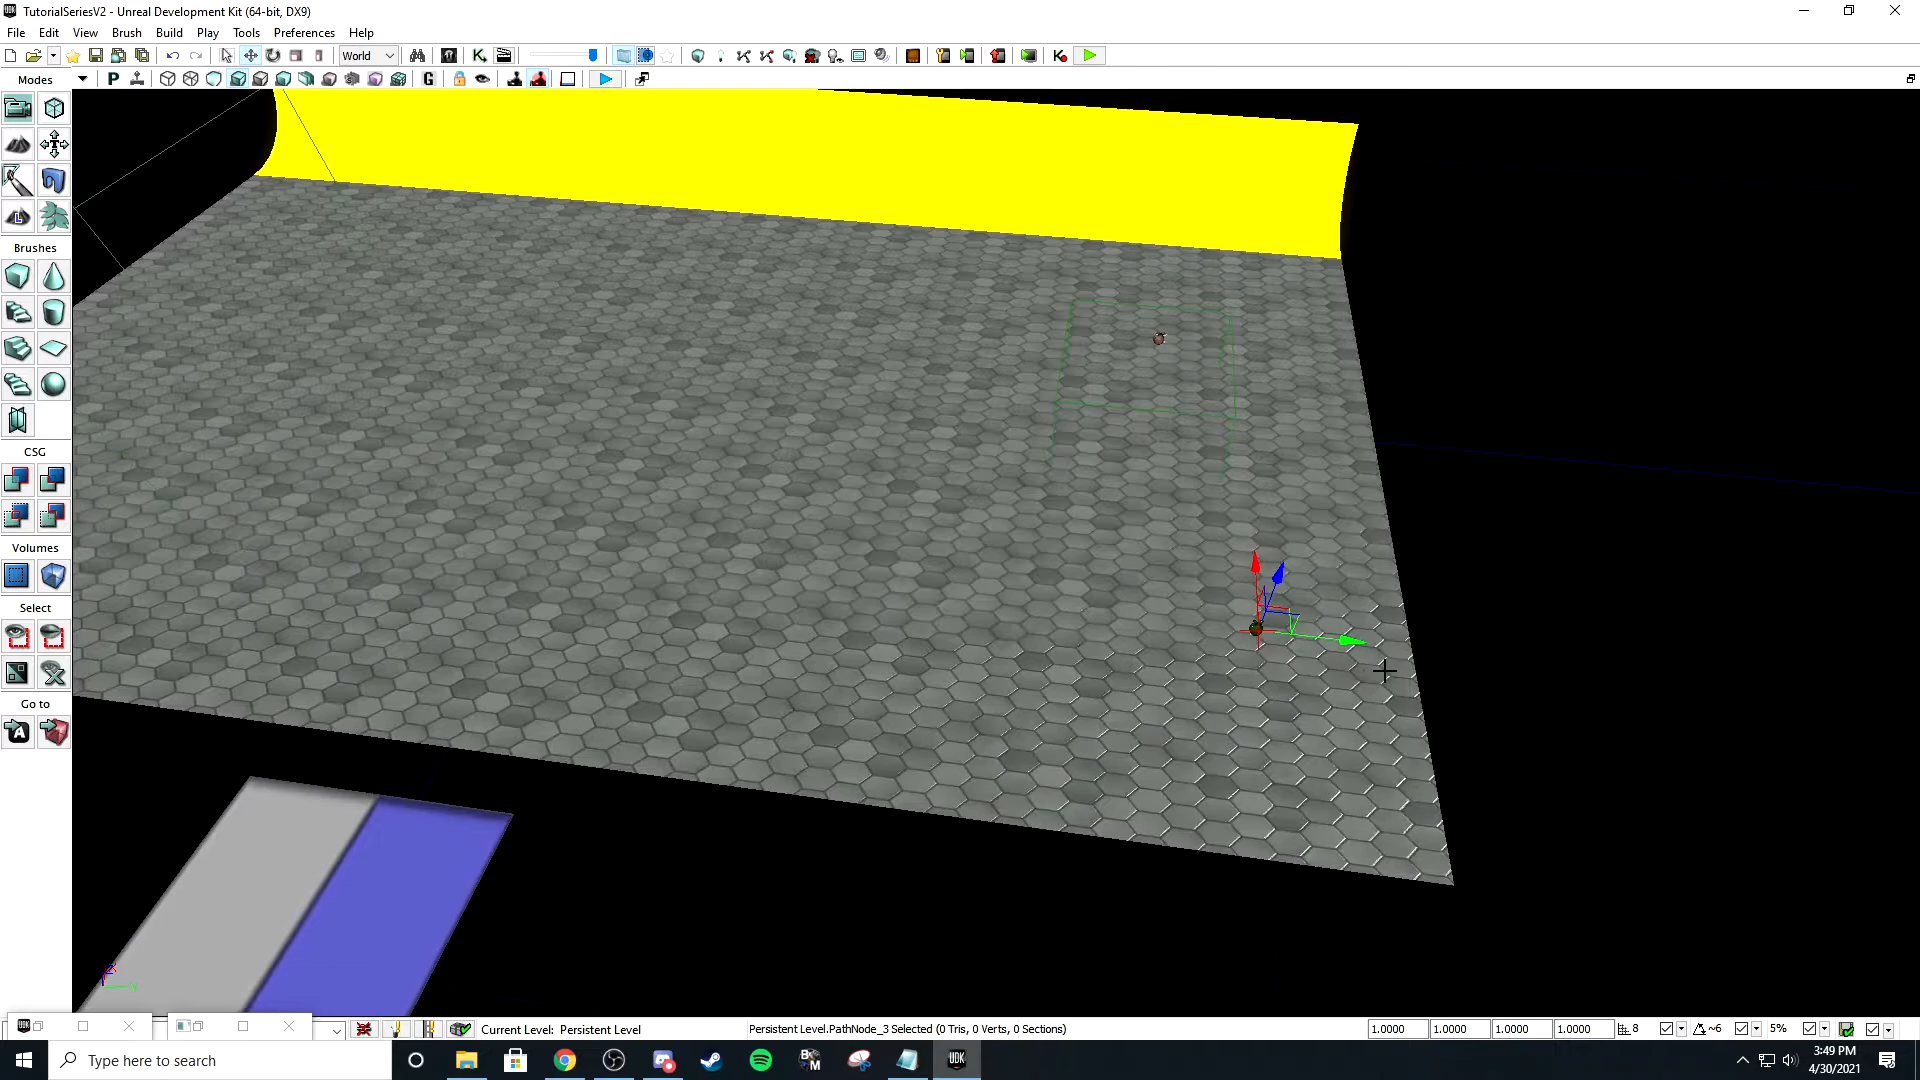 TutorialSeriesV2 - Unreal Development Kit (64-bit, DX9)
File Edit View Brush Build Play Tools Preferences Help
World
Modes
P G
Brushes
CSG
Volumes
Select
Go to
Current Level: Persistent Level
Persistent Level.PathNode_3 Selected (0 Tris, 0 Verts, 0 Sections)
1.0000 1.0000 1.0000 1.0000 8 ~6 5%
Type here to search
UDK
3:49 PM
4/30/2021